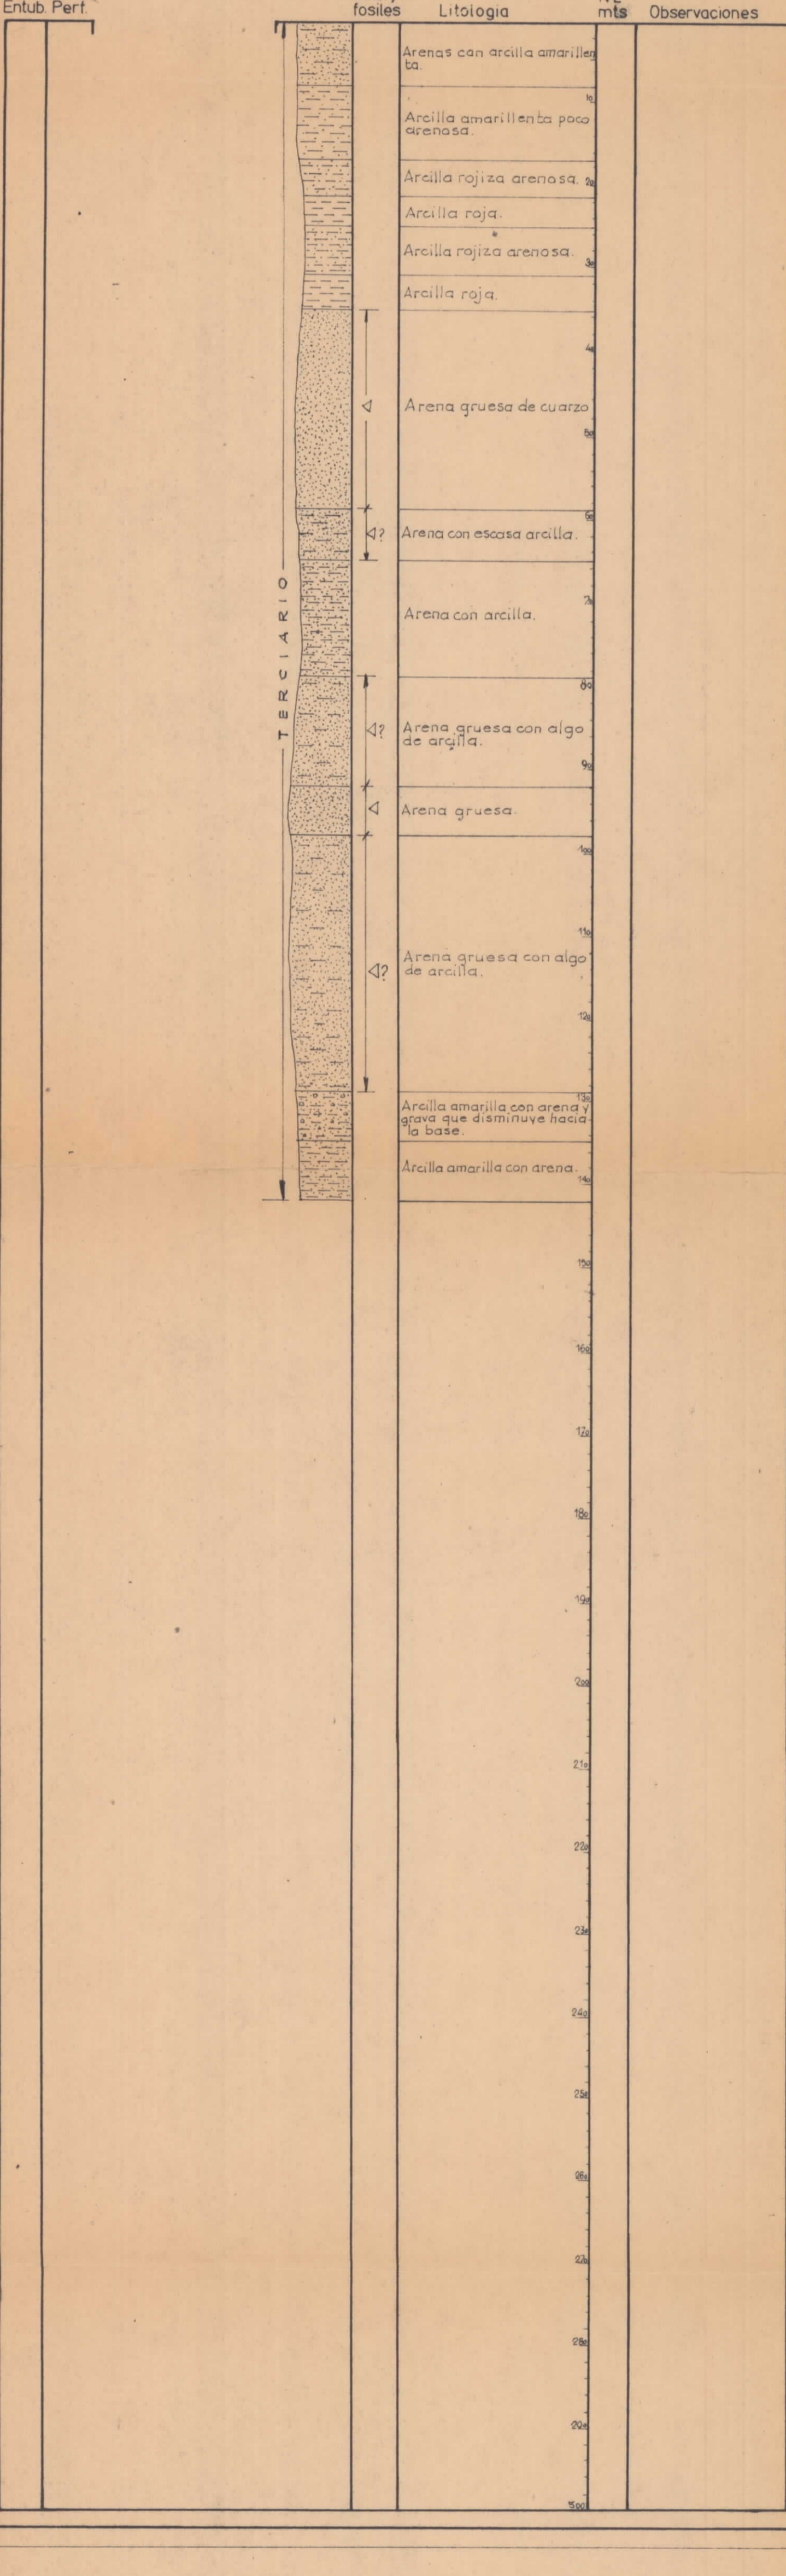 Entub. Perf. fosiles Litologia mts Observaciones
Arenas con arcilla amarillen
ta.
10
Arcilla amarillenta poco
arenosa.
Arcilla rojiza arenosa. 20
Arcilla roja.
Arcilla rojiza arenosa.
30
Arcilla roja.
40
Arena gruesa de cuarzo
50
60
? Arena con escasa arcilla.
70
Arena con arcilla.
TERCIARIO
80
? Arena gruesa con algo
de arcilla.
90
Arena gruesa.
100
110
Arena gruesa con algo
? de arcilla.
120
130
Arcilla amarilla con arena y
grava que disminuye hacia
la base.
Arcilla amarilla con arena.
140
150
160
170
180
190
200
210
220
230
240
250
260
270
280
290
300